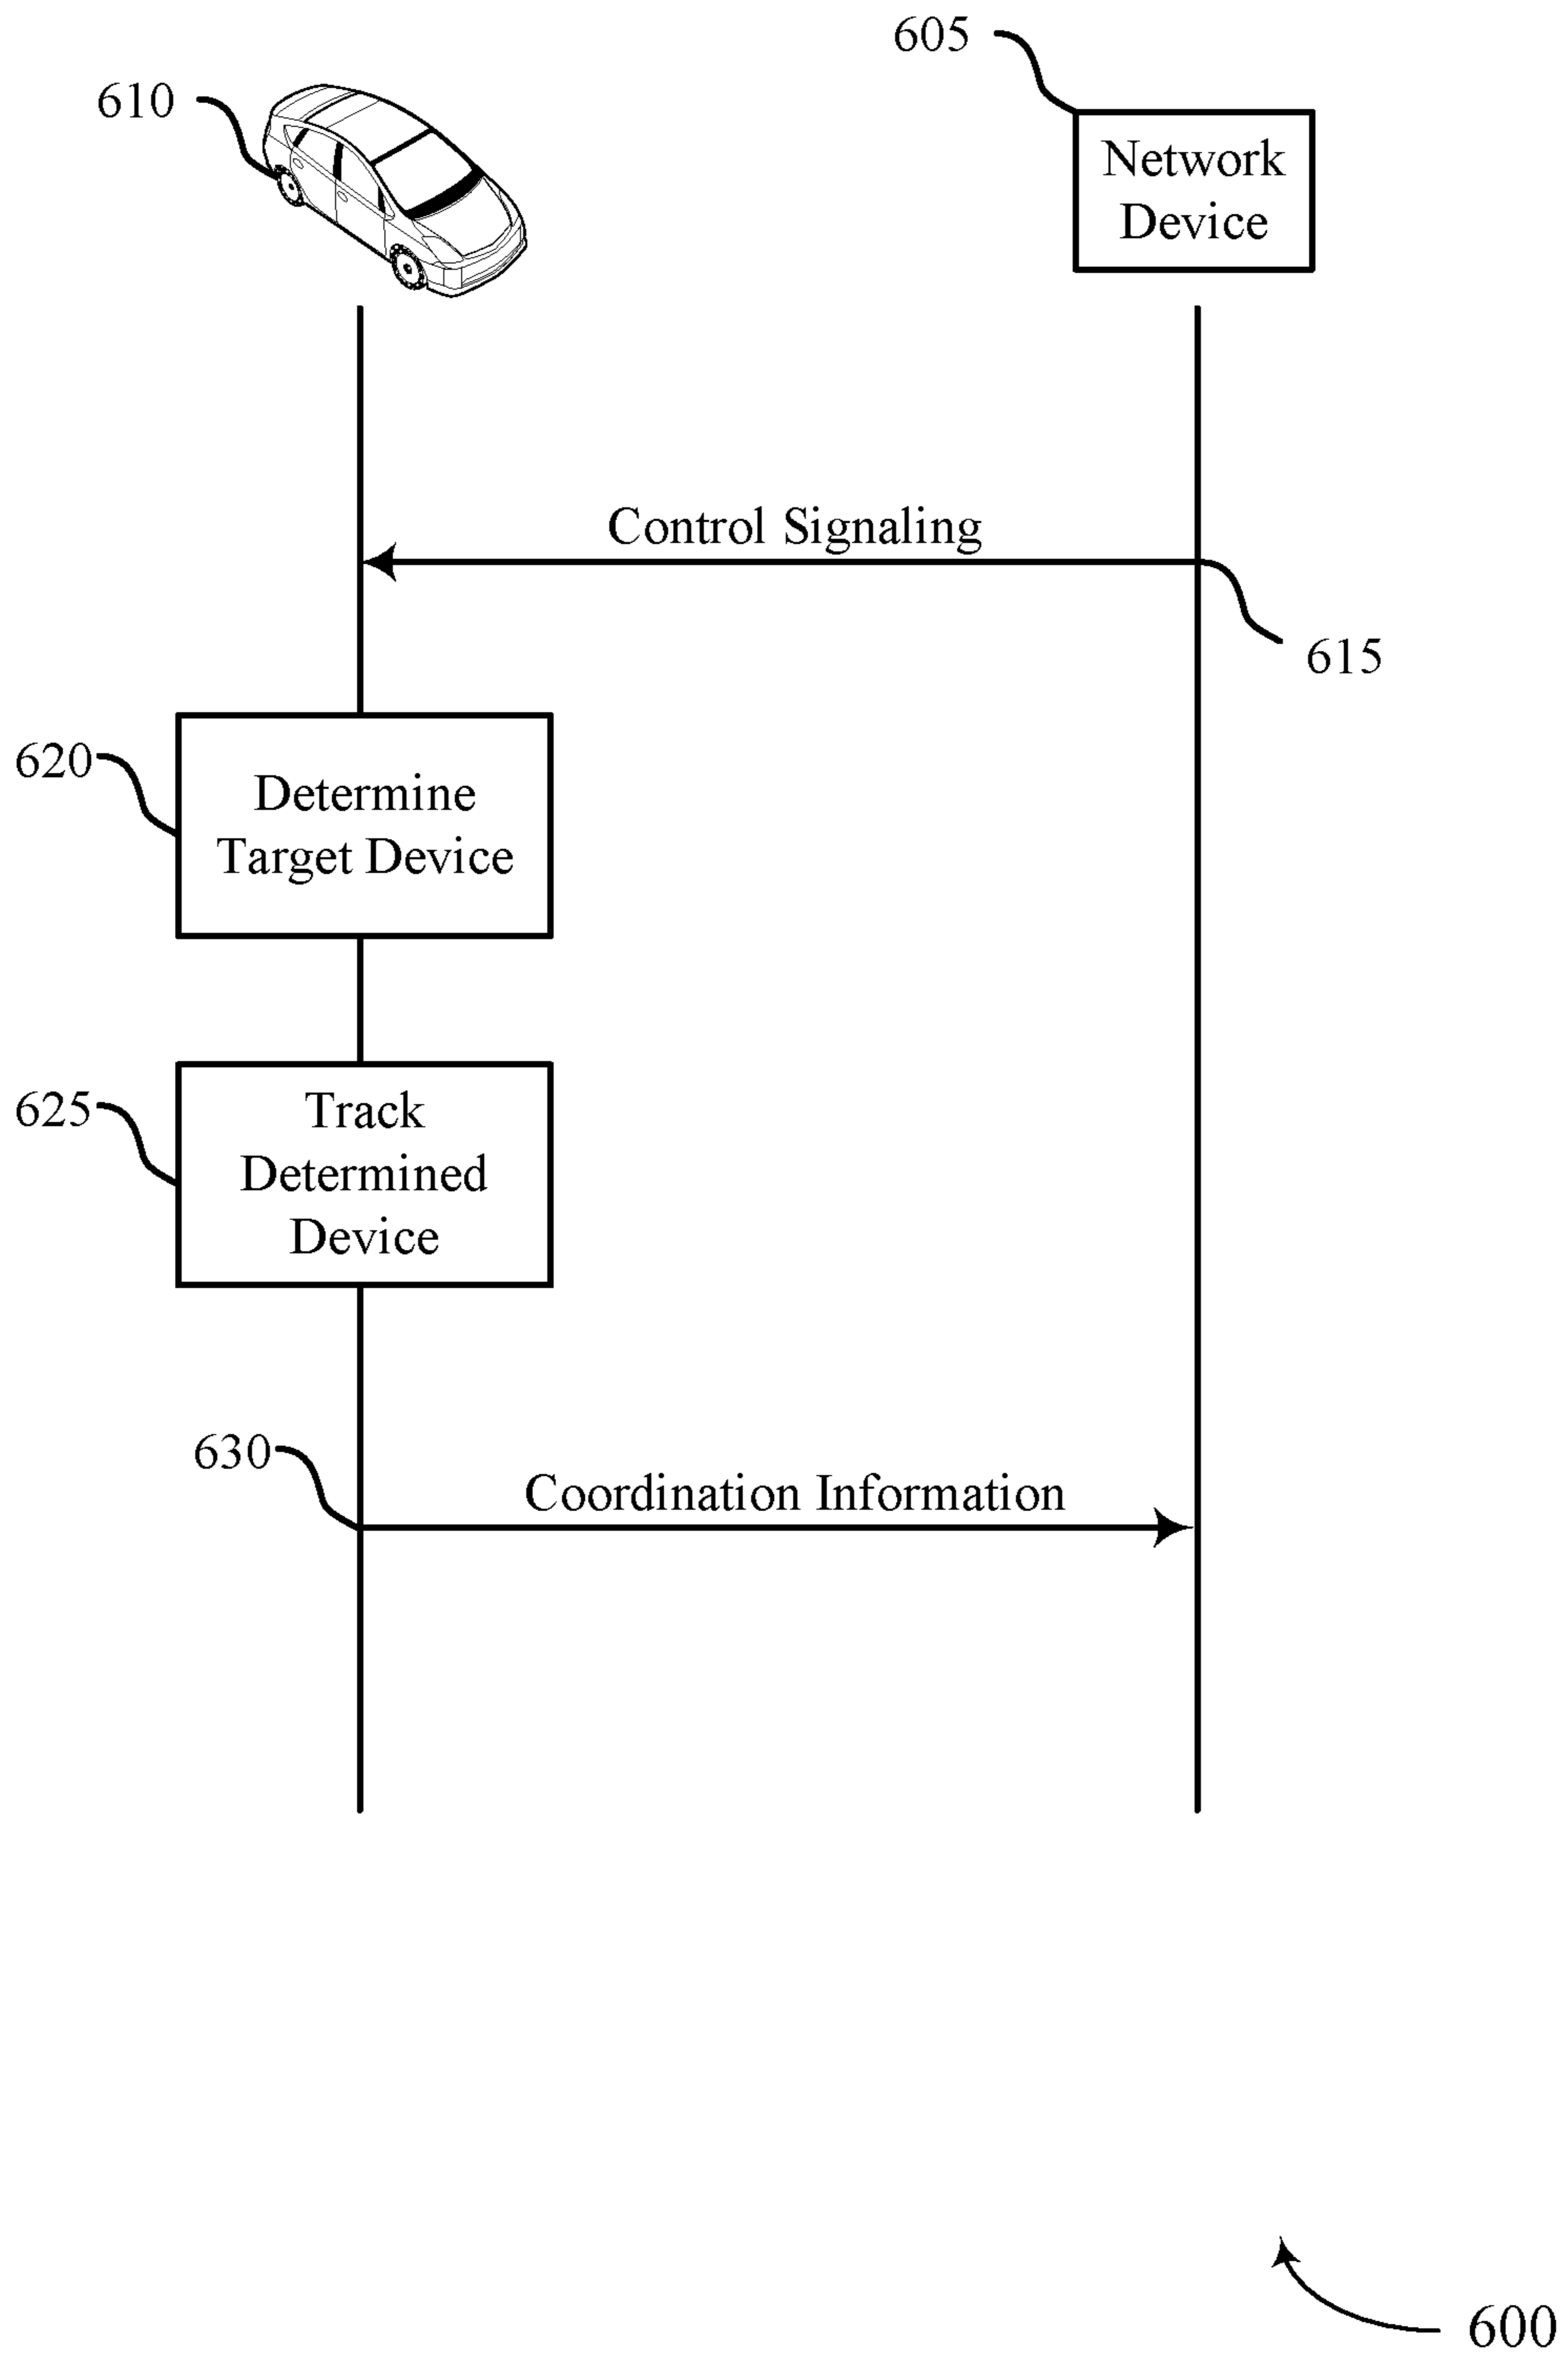 605
610
Network
Device
Control Signaling
615
620
Determine
Target Device
625
Track
Determined
Device
630
Coordination Information
600